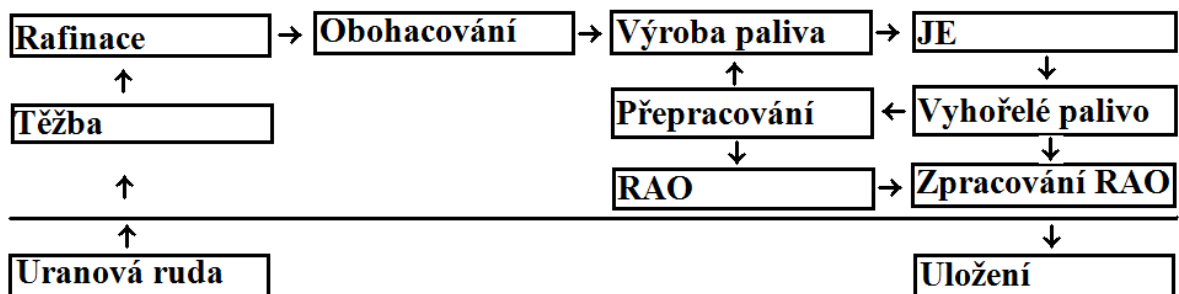 Rafinace
Obohacování
Výroba paliva
JE
Těžba
Přepracování
Vyhořelé palivo
RAO
Zpracování RAO
Uranová ruda
Uložení